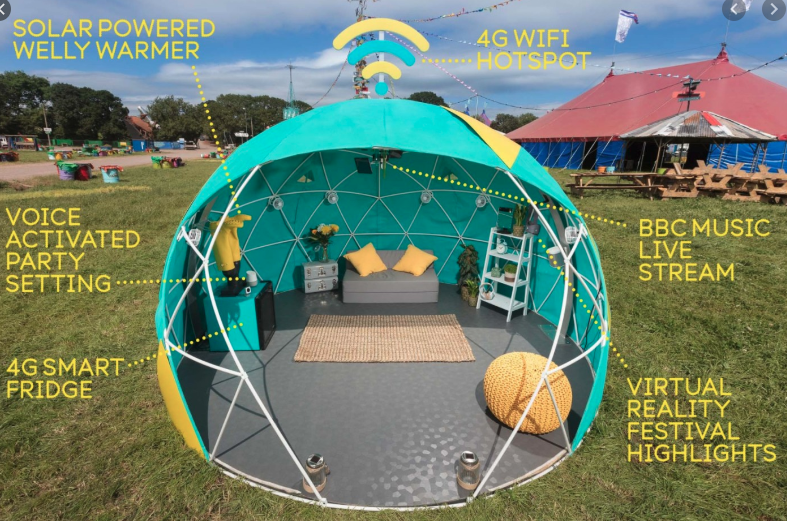 SOLAR POWERED
WELLY WARMER
4G WIFI
HOTSPOT
VOICE
ACTIVATED
PARTY
SETTING
BBC MUSIC
LIVE
STREAM
4G SMART
FRIDGE
VIRTUAL
REALITY
FESTIVAL
HIGHLIGHTS